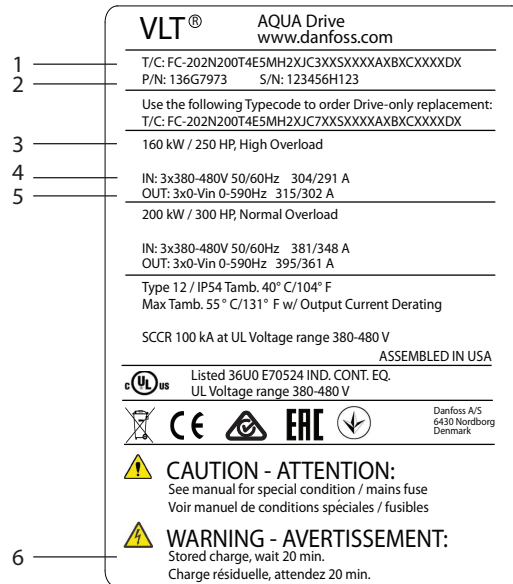 VLT® AQUA Drive
www.danfoss.com
1 T/C: FC-202N200T4E5MH2XJC3XXSXXXXAXBXCXXXXDX
2 P/N: 136G7973 S/N: 123456H123
Use the following Typecode to order Drive-only replacement:
T/C: FC-202N200T4E5MH2XJC7XXSXXXXAXBXCXXXXDX
3 160 kW / 250 HP, High Overload
4 IN: 3x380-480V 50/60Hz 304/291 A
5 OUT: 3x0-Vin 0-590Hz 315/302 A
200 kW / 300 HP, Normal Overload
IN: 3x380-480V 50/60Hz 381/348 A
OUT: 3x0-Vin 0-590Hz 395/361 A
Type 12 / IP54 Tamb. 40° C/104° F
Max Tamb. 55° C/131° F w/ Output Current Derating
SCCR 100 kA at UL Voltage range 380-480 V
ASSEMBLED IN USA
c UL us Listed 36U0 E70524 IND. CONT. EQ.
UL Voltage range 380-480 V
CE EAC
Danfoss A/S
6430 Nordborg
Denmark
CAUTION - ATTENTION:
See manual for special condition / mains fuse
Voir manuel de conditions spéciales / fusibles
WARNING - AVERTISSEMENT:
6 Stored charge, wait 20 min.
Charge résiduelle, attendez 20 min.